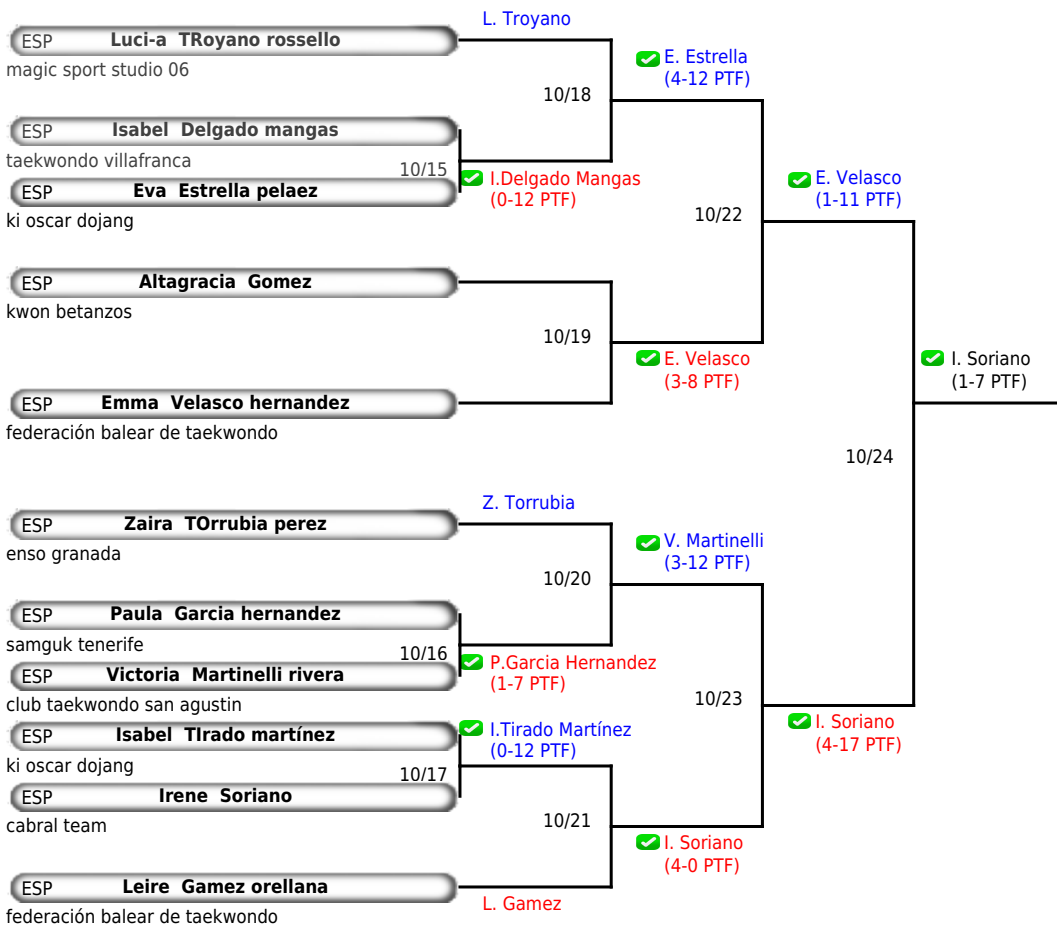 L. Troyano
ESP Luci-a TRoyano rossello
magic sport studio 06
E. Estrella
(4-12 PTF)
10/18
ESP Isabel Delgado mangas
taekwondo villafranca
10/15
I.Delgado Mangas
(0-12 PTF)
E. Velasco
(1-11 PTF)
ESP Eva Estrella pelaez
ki oscar dojang
10/22
ESP Altagracia Gomez
kwon betanzos
10/19
E. Velasco
(3-8 PTF)
I. Soriano
(1-7 PTF)
ESP Emma Velasco hernandez
federación balear de taekwondo
10/24
Z. Torrubia
ESP Zaira TOrrubia perez
enso granada
V. Martinelli
(3-12 PTF)
10/20
ESP Paula Garcia hernandez
samguk tenerife
10/16
P.Garcia Hernandez
(1-7 PTF)
ESP Victoria Martinelli rivera
club taekwondo san agustin
10/23
I. Soriano
(4-17 PTF)
ESP Isabel TIrado martínez
I.Tirado Martínez
(0-12 PTF)
ki oscar dojang
10/17
ESP Irene Soriano
cabral team
10/21
I. Soriano
(4-0 PTF)
ESP Leire Gamez orellana
L. Gamez
federación balear de taekwondo